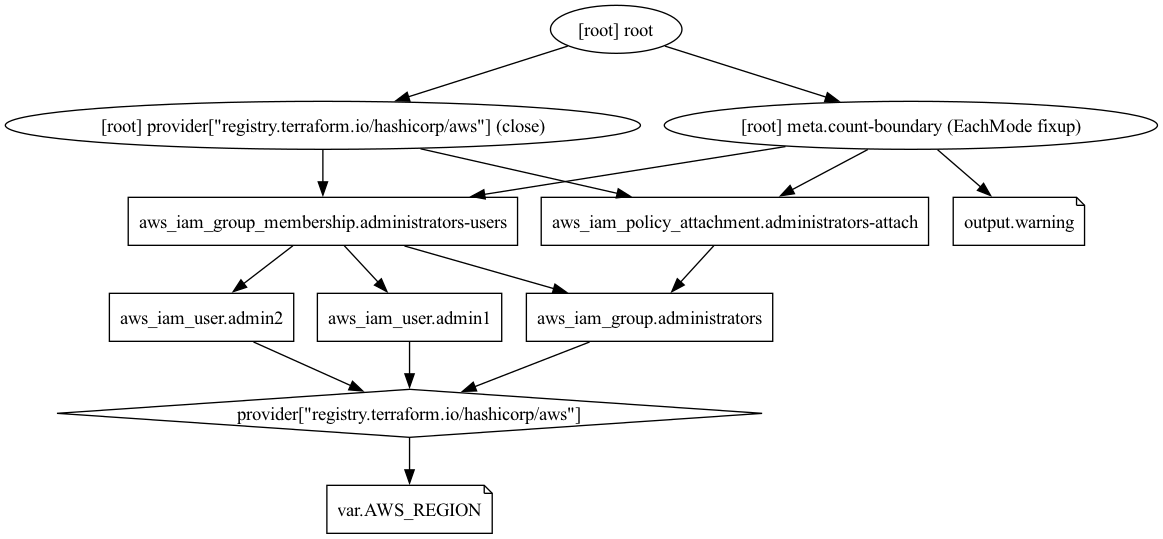 [root] root
[root] provider["registry.terraform.io/hashicorp/aws"] (close)
[root] meta.count-boundary (EachMode fixup)
aws_iam_group_membership.administrators-users
aws_iam_policy_attachment.administrators-attach
output.warning
aws_iam_user.admin2
aws_iam_user.admin1
aws_iam_group.administrators
provider["registry.terraform.io/hashicorp/aws"]
var.AWS_REGION